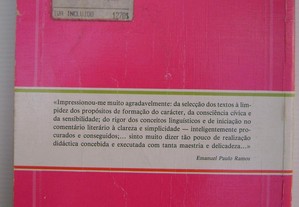 «Impressionou-me muito agradavelmente: da selecção dos textos à lim-
pidez dos propósitos de formação do carácter, da consciência cívica e
da sensibilidade; do rigor dos conceitos linguísticos e de iniciação no
comentário literário à clareza e simplicidade — inteligentemente pro-
curados e conseguidos;... sinto muito dizer tão pouco de realização
didáctica concebida e executada com tanta maestria e delicadeza...»
Emanuel Paulo Ramos